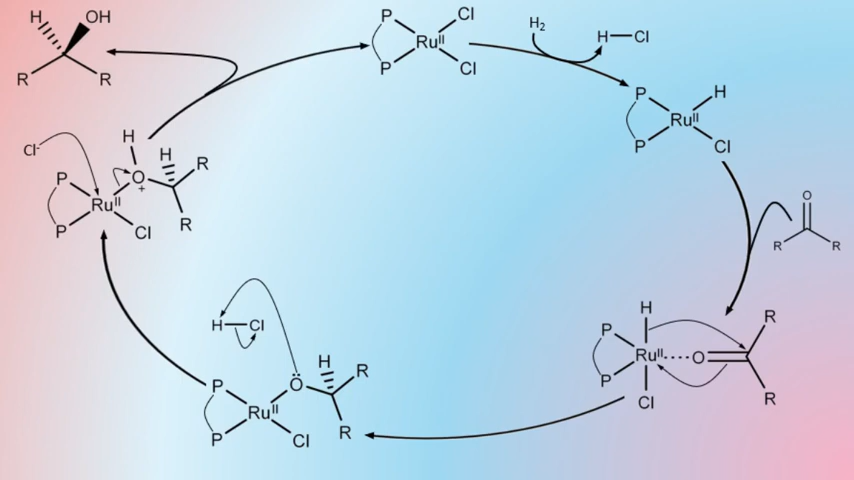 H OH
R R
P Cl
Ru^II
P Cl
H₂
H Cl
P H
Ru^II
P Cl
O
R R
H
P R
Ru^II O
P
Cl R
H Cl
P Ö H R
Ru^II
P Cl R
Cl⁻
H
H R
P O
+
Ru^II
P Cl R